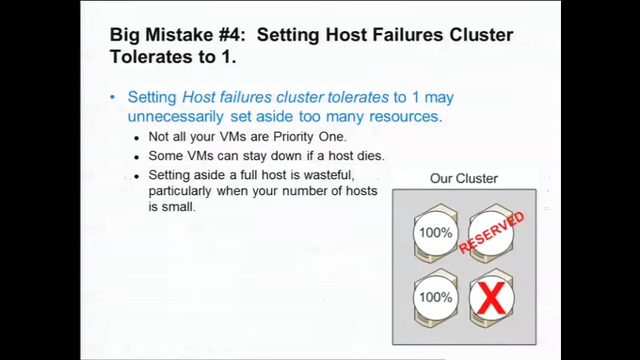 Big Mistake #4:  Setting Host Failures Cluster
Tolerates to 1.
• Setting Host failures cluster tolerates to 1 may
unnecessarily set aside too many resources.
• Not all your VMs are Priority One.
• Some VMs can stay down if a host dies.
• Setting aside a full host is wasteful,
particularly when your number of hosts
is small.
Our Cluster
100%
RESERVED
100%
X